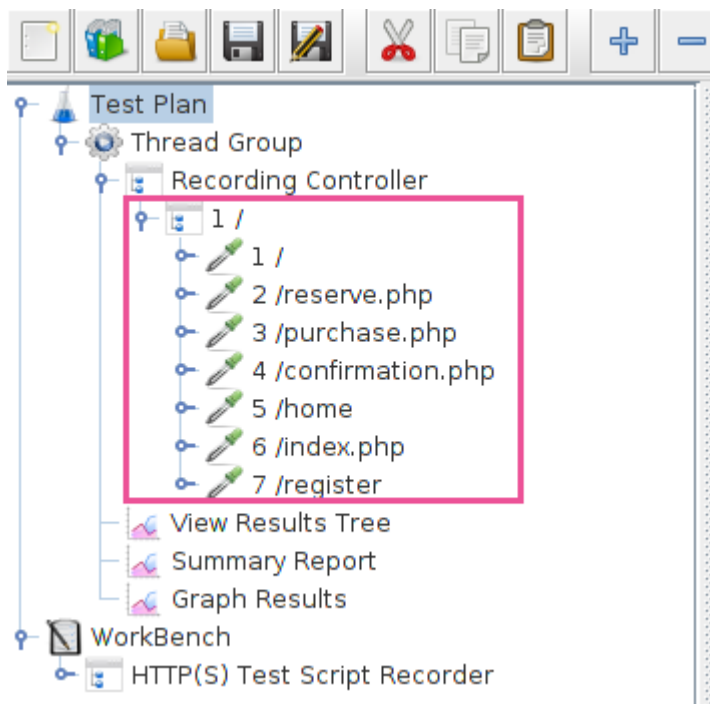 Test Plan
Thread Group
Recording Controller
1 /
1 /
2 /reserve.php
3 /purchase.php
4 /confirmation.php
5 /home
6 /index.php
7 /register
View Results Tree
Summary Report
Graph Results
WorkBench
HTTP(S) Test Script Recorder